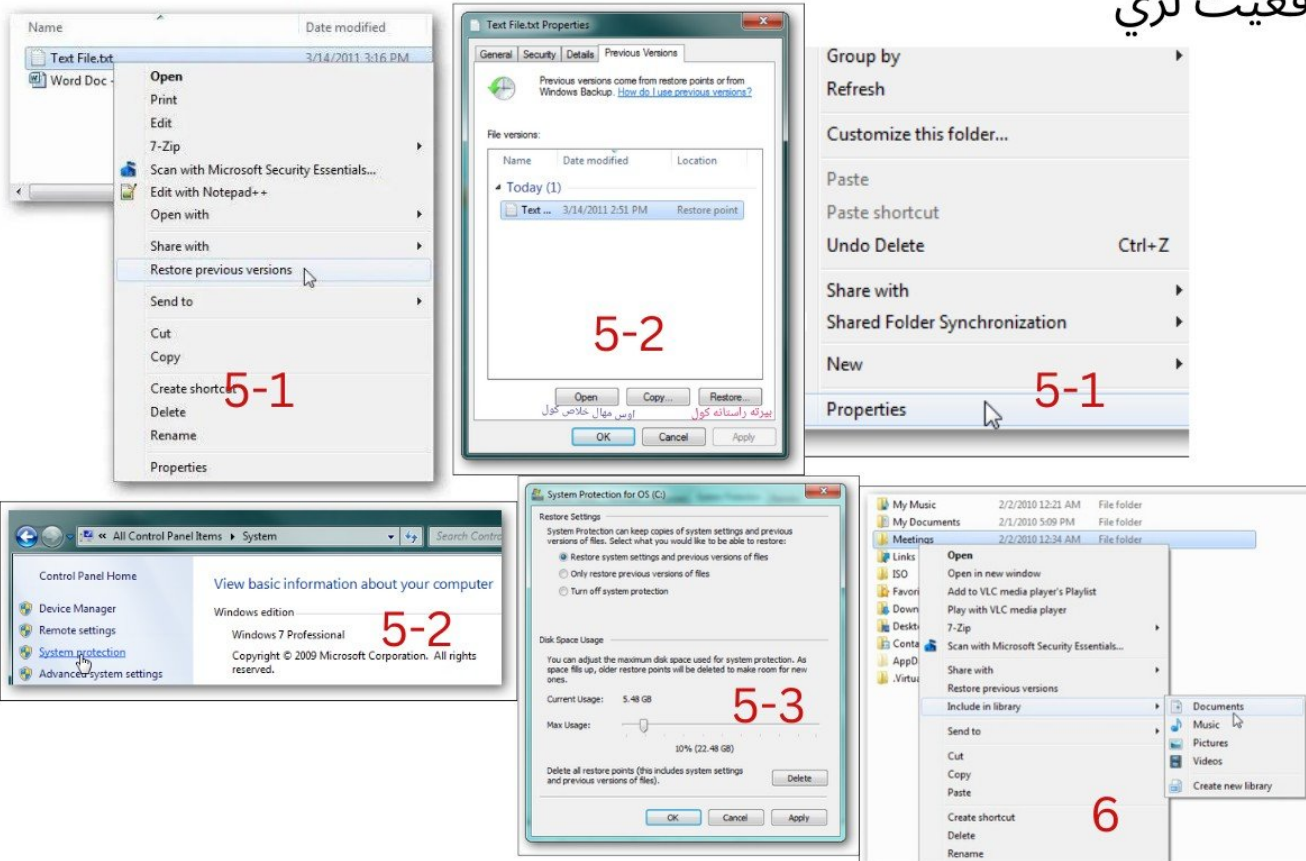 فعيت لري
Name Date modified
Text File.txt 3/14/2011 3:16 PM
Word Doc -
Open
Print
Edit
7-Zip
Scan with Microsoft Security Essentials...
Edit with Notepad++
Open with
Share with
Restore previous versions
Send to
Cut
Copy
Create shortcut
Delete
Rename
Properties
5-1
Text File.txt Properties
General Security Details Previous Versions
Previous versions come from restore points or from
Windows Backup. How do I use previous versions?
File versions:
Name Date modified Location
Today (1)
Text ... 3/14/2011 2:51 PM Restore point
5-2
Open Copy... Restore...
اوس مهال خلاص کول بیرته راستانه کول
OK Cancel Apply
Group by
Refresh
Customize this folder...
Paste
Paste shortcut
Undo Delete Ctrl+Z
Share with
Shared Folder Synchronization
New
Properties
5-1
« All Control Panel Items System Search Contro
Control Panel Home
Device Manager
Remote settings
System protection
Advanced system settings
View basic information about your computer
Windows edition
Windows 7 Professional
Copyright © 2009 Microsoft Corporation. All rights
reserved.
5-2
System Protection for OS (C:)
Restore Settings
System Protection can keep copies of system settings and previous
versions of files. Select what you would like to be able to restore:
Restore system settings and previous versions of files
Only restore previous versions of files
Turn off system protection
Disk Space Usage
You can adjust the maximum disk space used for system protection. As
space fills up, older restore points will be deleted to make room for new
ones.
Current Usage: 5.48 GB
Max Usage:
10% (22.48 GB)
Delete all restore points (this includes system settings
and previous versions of files).
Delete
OK Cancel Apply
5-3
My Music 2/2/2010 12:21 AM File folder
My Documents 2/1/2010 5:09 PM File folder
Meetings 2/2/2010 12:34 AM File folder
Links
ISO
Favori
Down
Deskt
Conta
AppD
.Virtua
Open
Open in new window
Add to VLC media player's Playlist
Play with VLC media player
7-Zip
Scan with Microsoft Security Essentials...
Share with
Restore previous versions
Include in library
Send to
Cut
Copy
Paste
Create shortcut
Delete
Rename
Documents
Music
Pictures
Videos
Create new library
6